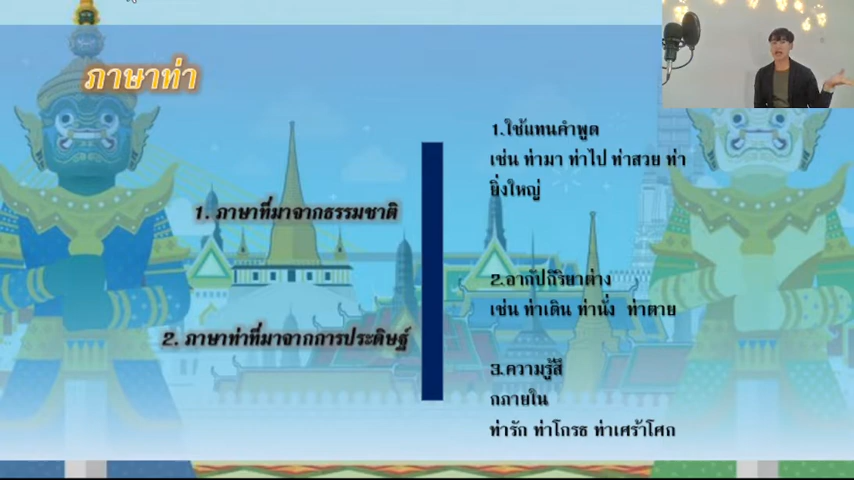 ภาษาท่า
1. ภาษาที่มาจากธรรมชาติ
2. ภาษาท่าที่มาจากการประดิษฐ์
1.ใช้แทนคำพูด
เช่น ท่ามา ท่าไป ท่าสวย ท่า
ยิ่งใหญ่
2.อากัปกิริยาต่าง
เช่น ท่าเดิน ท่านั่ง ท่าตาย
3.ความรู้สึ
กภายใน
ท่ารัก ท่าโกรธ ท่าเศร้าโศก